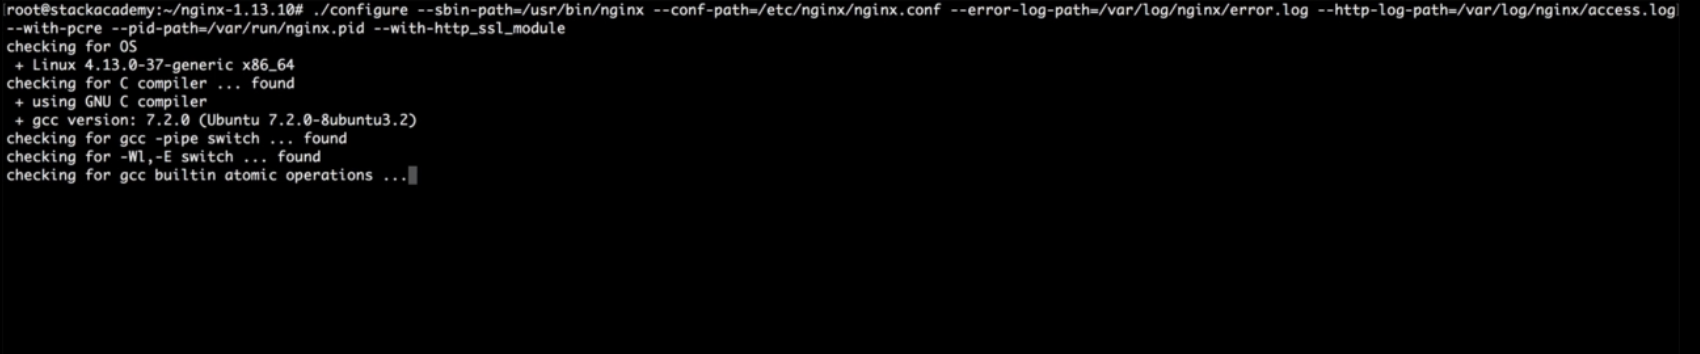 root@stackacademy:~/nginx-1.13.10# ./configure --sbin-path=/usr/bin/nginx --conf-path=/etc/nginx/nginx.conf --error-log-path=/var/log/nginx/error.log --http-log-path=/var/log/nginx/access.log
--with-pcre --pid-path=/var/run/nginx.pid --with-http_ssl_module
checking for OS
 + Linux 4.13.0-37-generic x86_64
checking for C compiler ... found
 + using GNU C compiler
 + gcc version: 7.2.0 (Ubuntu 7.2.0-8ubuntu3.2)
checking for gcc -pipe switch ... found
checking for -Wl,-E switch ... found
checking for gcc builtin atomic operations ...